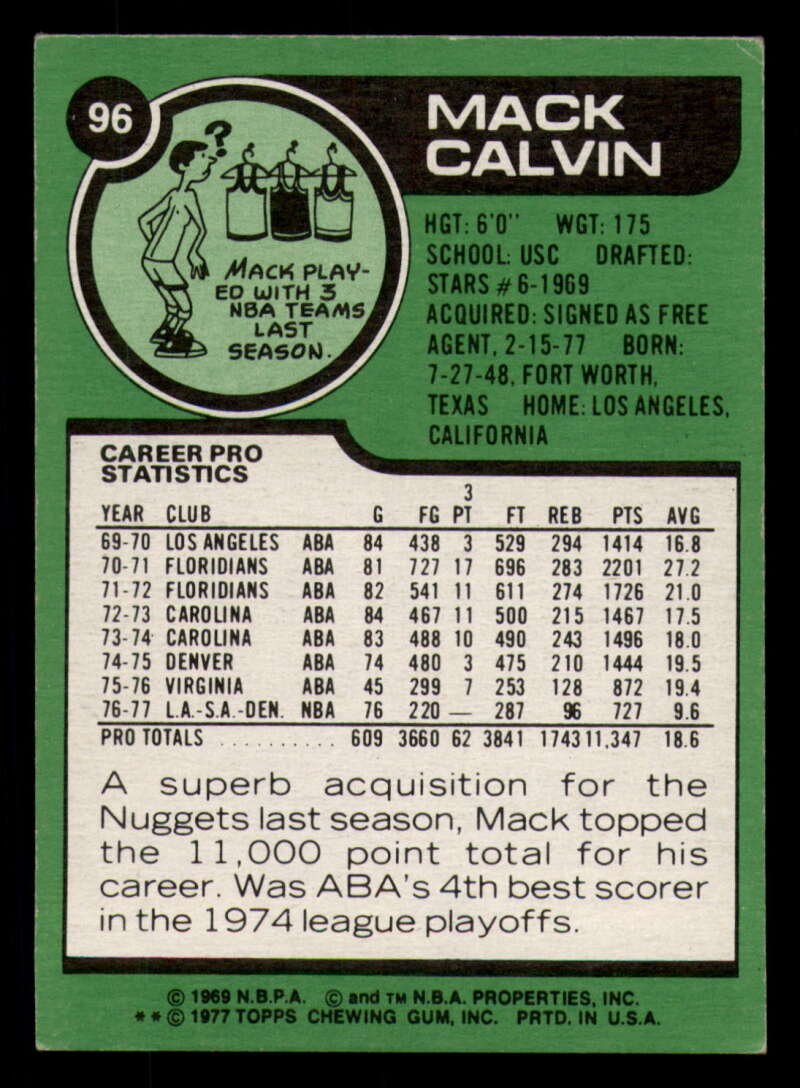 96
MACK
CALVIN
?
MACK PLAY-
ED WITH 3
NBA TEAMS
LAST
SEASON.
HGT: 6'0" WGT: 175
SCHOOL: USC DRAFTED:
STARS # 6-1969
ACQUIRED: SIGNED AS FREE
AGENT, 2-15-77 BORN:
7-27-48, FORT WORTH,
TEXAS HOME: LOS ANGELES,
CALIFORNIA
CAREER PRO
STATISTICS
YEAR CLUB G FG 3 PT FT REB PTS AVG
69-70 LOS ANGELES ABA 84 438 3 529 294 1414 16.8
70-71 FLORIDIANS ABA 81 727 17 696 283 2201 27.2
71-72 FLORIDIANS ABA 82 541 11 611 274 1726 21.0
72-73 CAROLINA ABA 84 467 11 500 215 1467 17.5
73-74 CAROLINA ABA 83 488 10 490 243 1496 18.0
74-75 DENVER ABA 74 480 3 475 210 1444 19.5
75-76 VIRGINIA ABA 45 299 7 253 128 872 19.4
76-77 L.A.-S.A.-DEN. NBA 76 220 — 287 96 727 9.6
PRO TOTALS .......... 609 3660 62 3841 1743 11,347 18.6
A superb acquisition for the
Nuggets last season, Mack topped
the 11,000 point total for his
career. Was ABA's 4th best scorer
in the 1974 league playoffs.
© 1969 N.B.P.A. © and TM N.B.A. PROPERTIES, INC.
**© 1977 TOPPS CHEWING GUM, INC. PRTD. IN U.S.A.